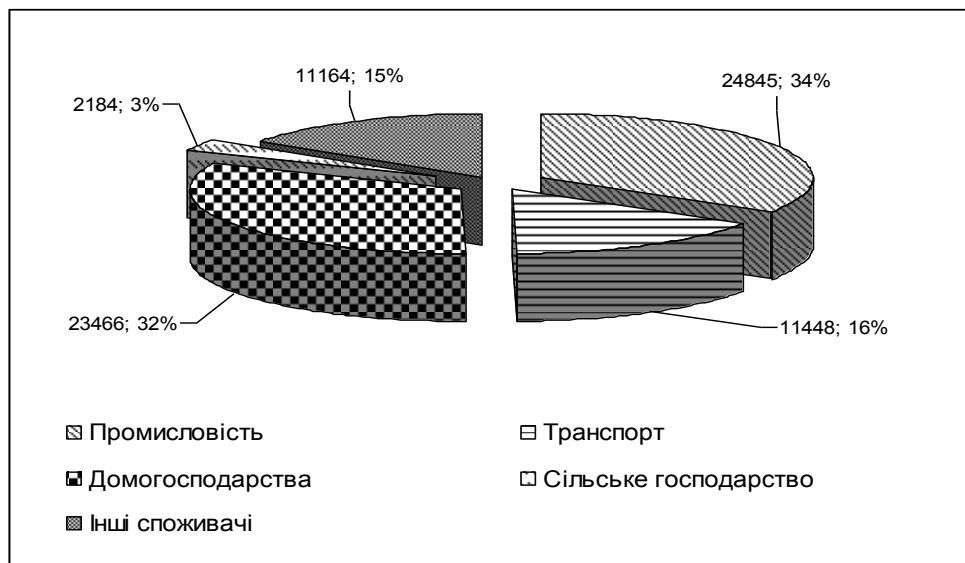 11164; 15%
24845; 34%
2184; 3%
23466; 32%
11448; 16%
Промисловість
Транспорт
Домогосподарства
Сільське господарство
Інші споживачі